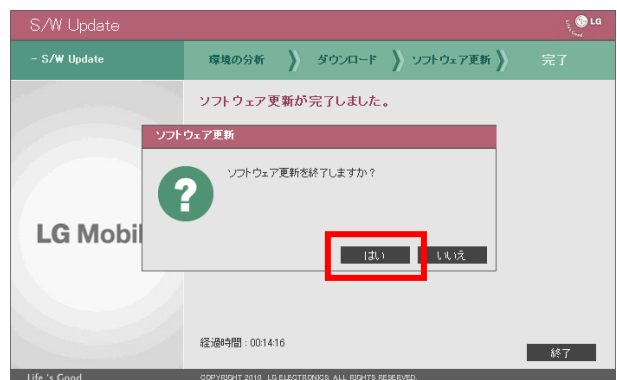 S/W Update
LG
- S/W Update
環境の分析 》 ダウンロード 》 ソフトウェア更新 》 完了
ソフトウェア更新が完了しました。
ソフトウェア更新
?
ソフトウェア更新を終了しますか?
LG Mobil
はい
いいえ
経過時間 : 00:14:16
終了
Life 's Good
COPYRIGHT 2010 LG ELECTRONICS. ALL RIGHTS RESERVED.